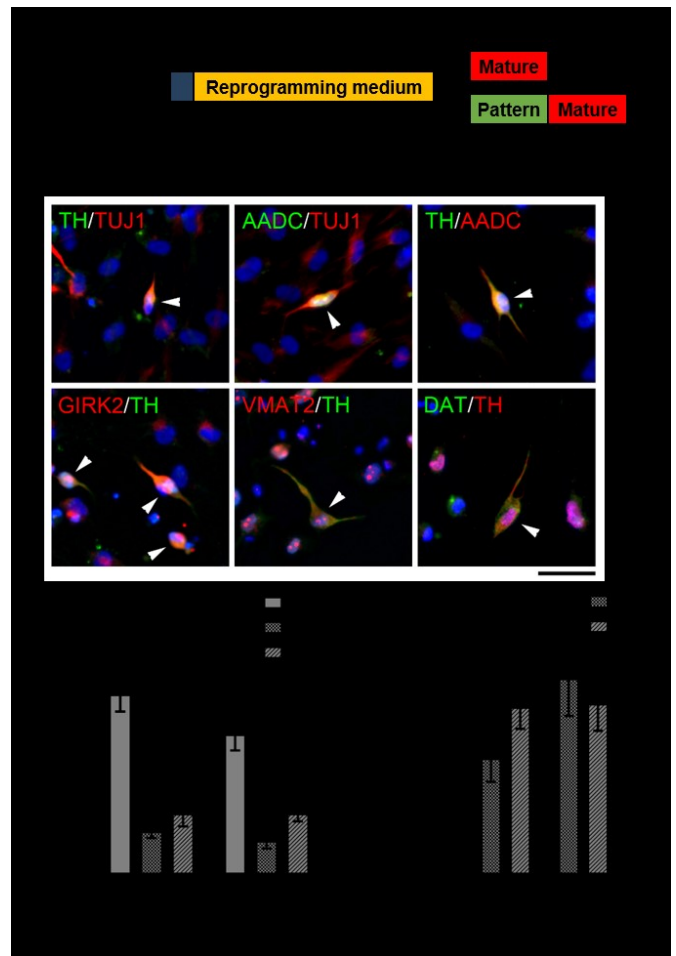 Mature
Reprogramming medium
Pattern Mature
TH/TUJ1 AADC/TUJ1 TH/AADC
GIRK2/TH VMAT2/TH DAT/TH